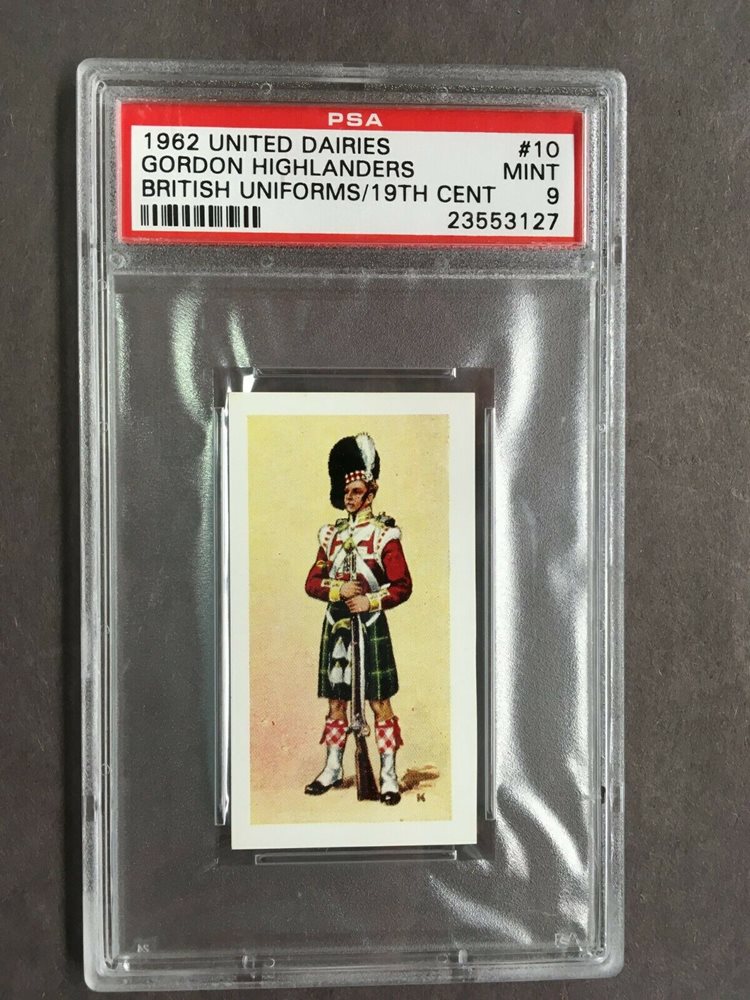 PSA
1962 UNITED DAIRIES #10
GORDON HIGHLANDERS MINT
BRITISH UNIFORMS/19TH CENT 9
23553127
K